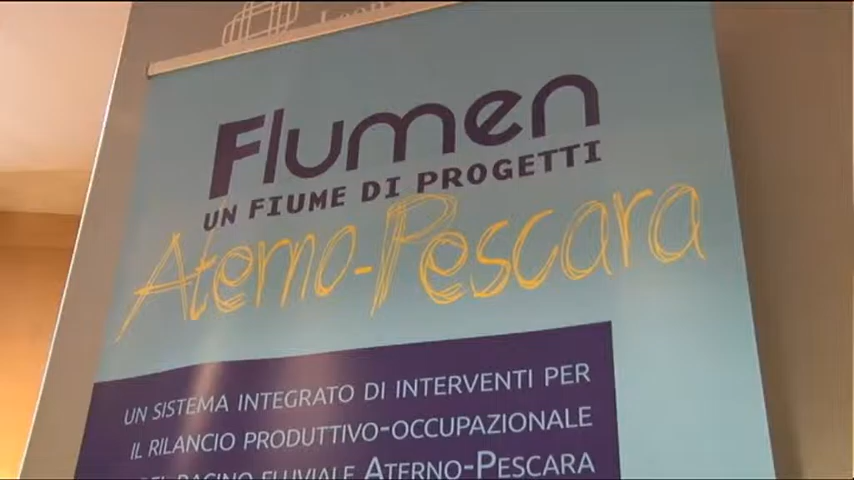 Flumen
UN FIUME DI PROGETTI
Aterno-Pescara
UN SISTEMA INTEGRATO DI INTERVENTI PER
IL RILANCIO PRODUTTIVO-OCCUPAZIONALE
DEL BACINO FLUVIALE ATERNO-PESCARA